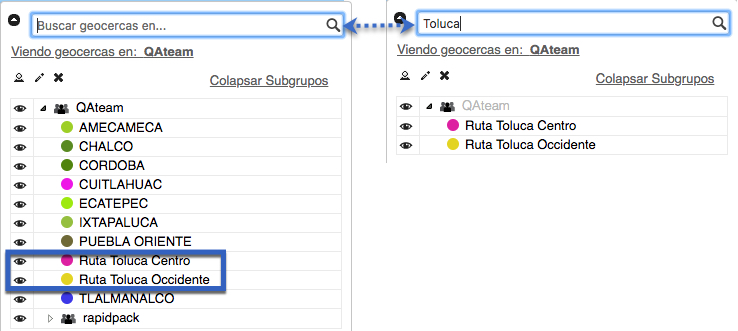 Buscar geocercas en...
Viendo geocercas en: QAteam
Colapsar Subgrupos
QAteam
AMECAMECA
CHALCO
CORDOBA
CUITLAHUAC
ECATEPEC
IXTAPALUCA
PUEBLA ORIENTE
Ruta Toluca Centro
Ruta Toluca Occidente
TLALMANALCO
rapidpack
Toluca
Viendo geocercas en: QAteam
Colapsar Subgrupos
QAteam
Ruta Toluca Centro
Ruta Toluca Occidente